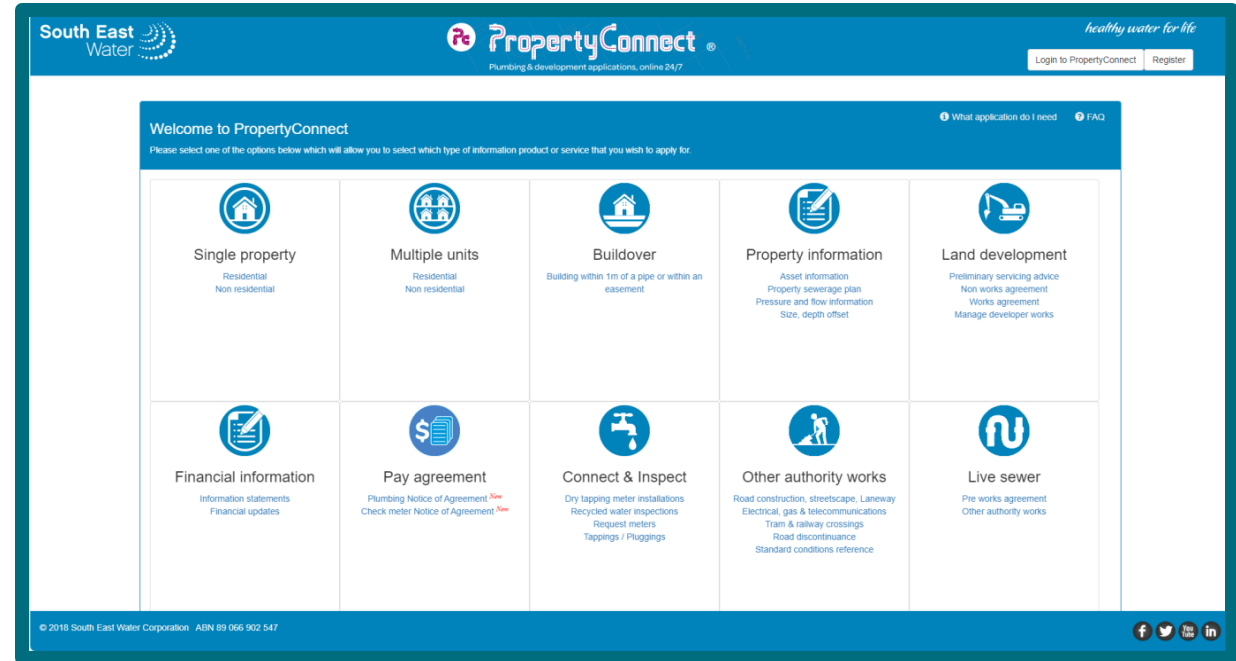 South East
Water
Pc
PropertyConnect ®
Plumbing & development applications, online 24/7
healthy water for life
Login to PropertyConnect
Register
Welcome to PropertyConnect
Please select one of the options below which will allow you to select which type of information product or service that you wish to apply for.
What application do I need
FAQ
Single property
Residential
Non residential
Multiple units
Residential
Non residential
Buildover
Building within 1m of a pipe or within an
easement
Property information
Asset information
Property sewerage plan
Pressure and flow information
Size, depth offset
Land development
Preliminary servicing advice
Non works agreement
Works agreement
Manage developer works
Financial information
Information statements
Financial updates
$
Pay agreement
Plumbing Notice of Agreement New
Check meter Notice of Agreement New
Connect & Inspect
Dry tapping meter installations
Recycled water inspections
Request meters
Tappings / Pluggings
Other authority works
Road construction, streetscape, Laneway
Electrical, gas & telecommunications
Tram & railway crossings
Road discontinuance
Standard conditions reference
Live sewer
Pre works agreement
Other authority works
© 2018 South East Water Corporation ABN 89 066 902 547
f
You
Tube
in